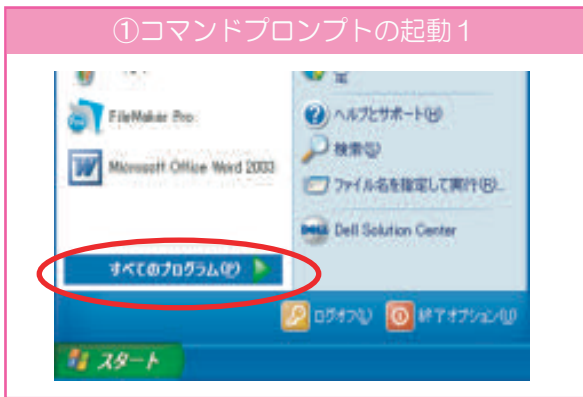 ①コマンドプロンプトの起動1
FileMaker Pro
Microsoft Office Word 2003
すべてのプログラム(P)
ヘルプとサポート(H)
検索(S)
ファイル名を指定して実行(R)...
DELL
Dell Solution Center
ログオフ(L)
終了オプション(U)
スタート